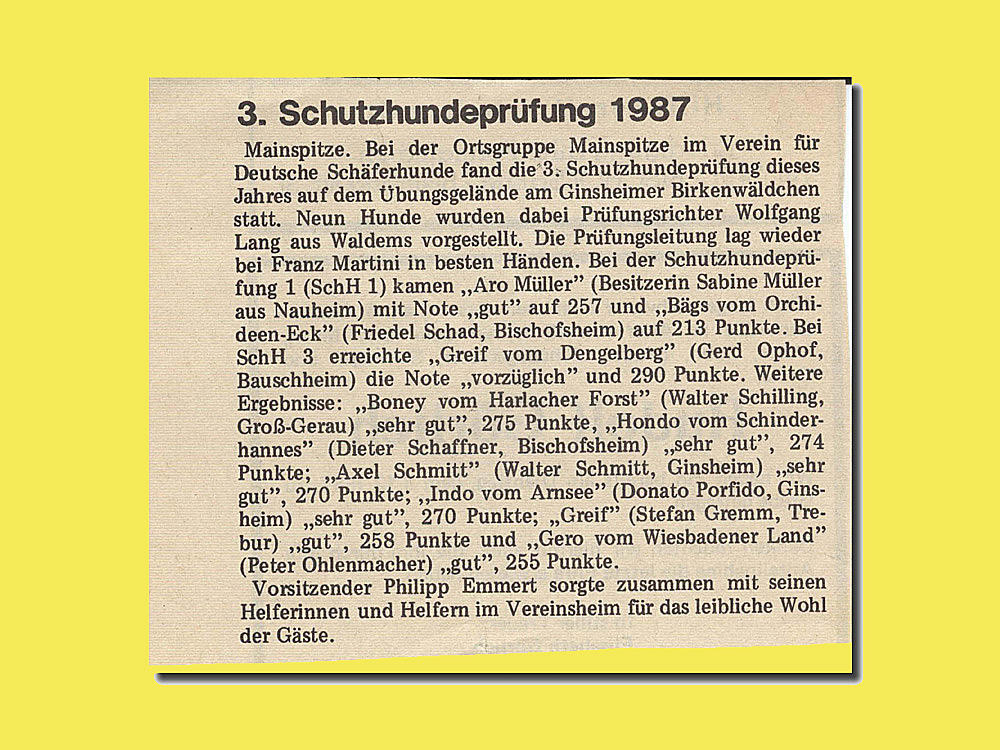 3. Schutzhundeprüfung 1987
Mainspitze. Bei der Ortsgruppe Mainspitze im Verein für
Deutsche Schäferhunde fand die 3. Schutzhundeprüfung dieses
Jahres auf dem Übungsgelände am Ginsheimer Birkenwäldchen
statt. Neun Hunde wurden dabei Prüfungsrichter Wolfgang
Lang aus Waldems vorgestellt. Die Prüfungsleitung lag wieder
bei Franz Martini in besten Händen. Bei der Schutzhundeprü-
fung 1 (SchH 1) kamen „Aro Müller” (Besitzerin Sabine Müller
aus Nauheim) mit Note „gut” auf 257 und „Bägs vom Orchi-
deen-Eck” (Friedel Schad, Bischofsheim) auf 213 Punkte. Bei
SchH 3 erreichte „Greif vom Dengelberg” (Gerd Ophof,
Bauschheim) die Note „vorzüglich” und 290 Punkte. Weitere
Ergebnisse: „Boney vom Harlacher Forst” (Walter Schilling,
Groß-Gerau) „sehr gut”, 275 Punkte, „Hondo vom Schinder-
hannes” (Dieter Schaffner, Bischofsheim) „sehr gut”, 274
Punkte; „Axel Schmitt” (Walter Schmitt, Ginsheim) „sehr
gut”, 270 Punkte; „Indo vom Arnsee” (Donato Porfido, Gins-
heim) „sehr gut”, 270 Punkte; „Greif” (Stefan Gremm, Tre-
bur) „gut”, 258 Punkte und „Gero vom Wiesbadener Land”
(Peter Ohlenmacher) „gut”, 255 Punkte.
Vorsitzender Philipp Emmert sorgte zusammen mit seinen
Helferinnen und Helfern im Vereinsheim für das leibliche Wohl
der Gäste.